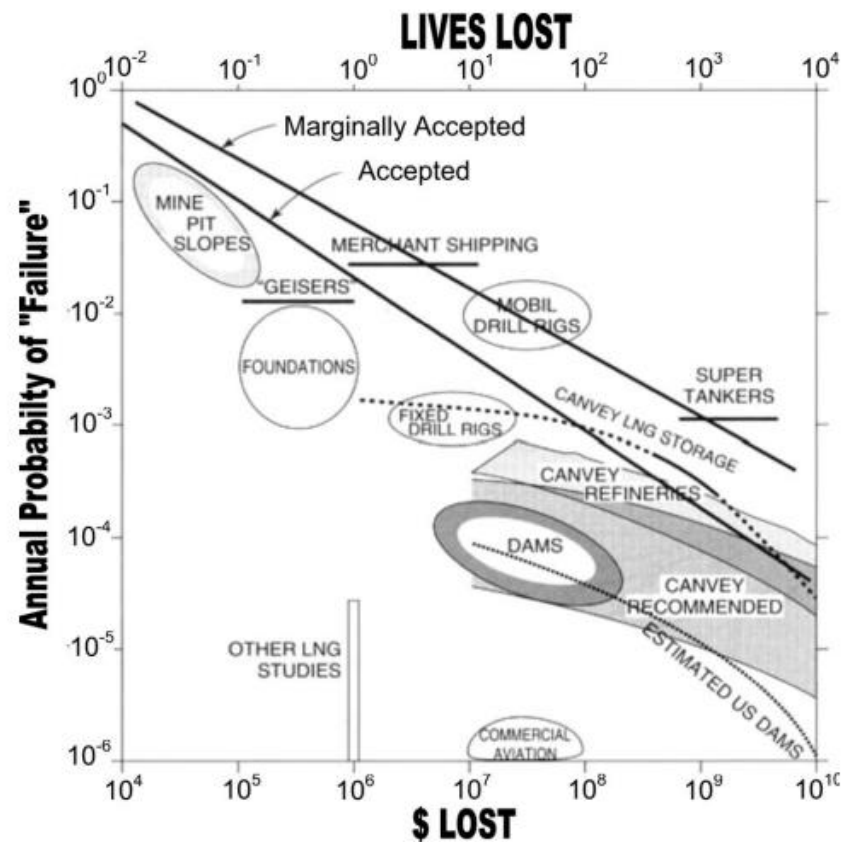 LIVES LOST
10-2 10-1 100 101 102 103 104
100
Marginally Accepted
Accepted
10-1
MINE
PIT
SLOPES
MERCHANT SHIPPING
"GEISERS"
10-2
MOBIL
DRILL RIGS
FOUNDATIONS
SUPER
TANKERS
10-3
FIXED
DRILL RIGS
CANVEY LNG STORAGE
CANVEY
REFINERIES
10-4
DAMS
CANVEY
RECOMMENDED
10-5
OTHER LNG
STUDIES
ESTIMATED US DAMS
COMMERCIAL
AVIATION
10-6
104 105 106 107 108 109 1010
$ LOST
Annual Probabilty of "Failure"